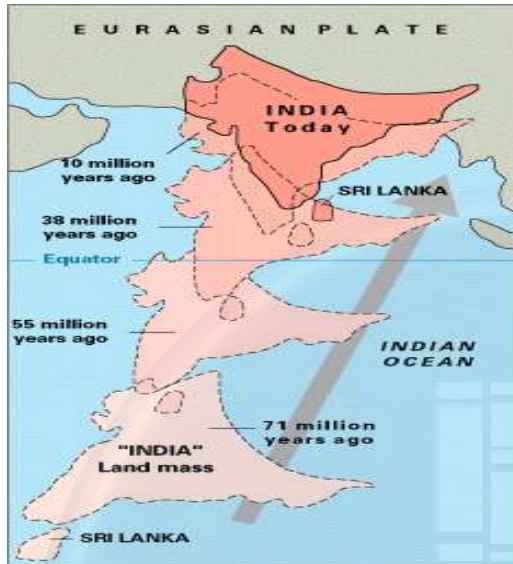 EURASIAN PLATE
INDIA
Today
10 million
years ago
SRI LANKA
38 million
years ago
Equator
55 million
years ago
INDIAN
OCEAN
71 million
years ago
"INDIA"
Land mass
SRI LANKA